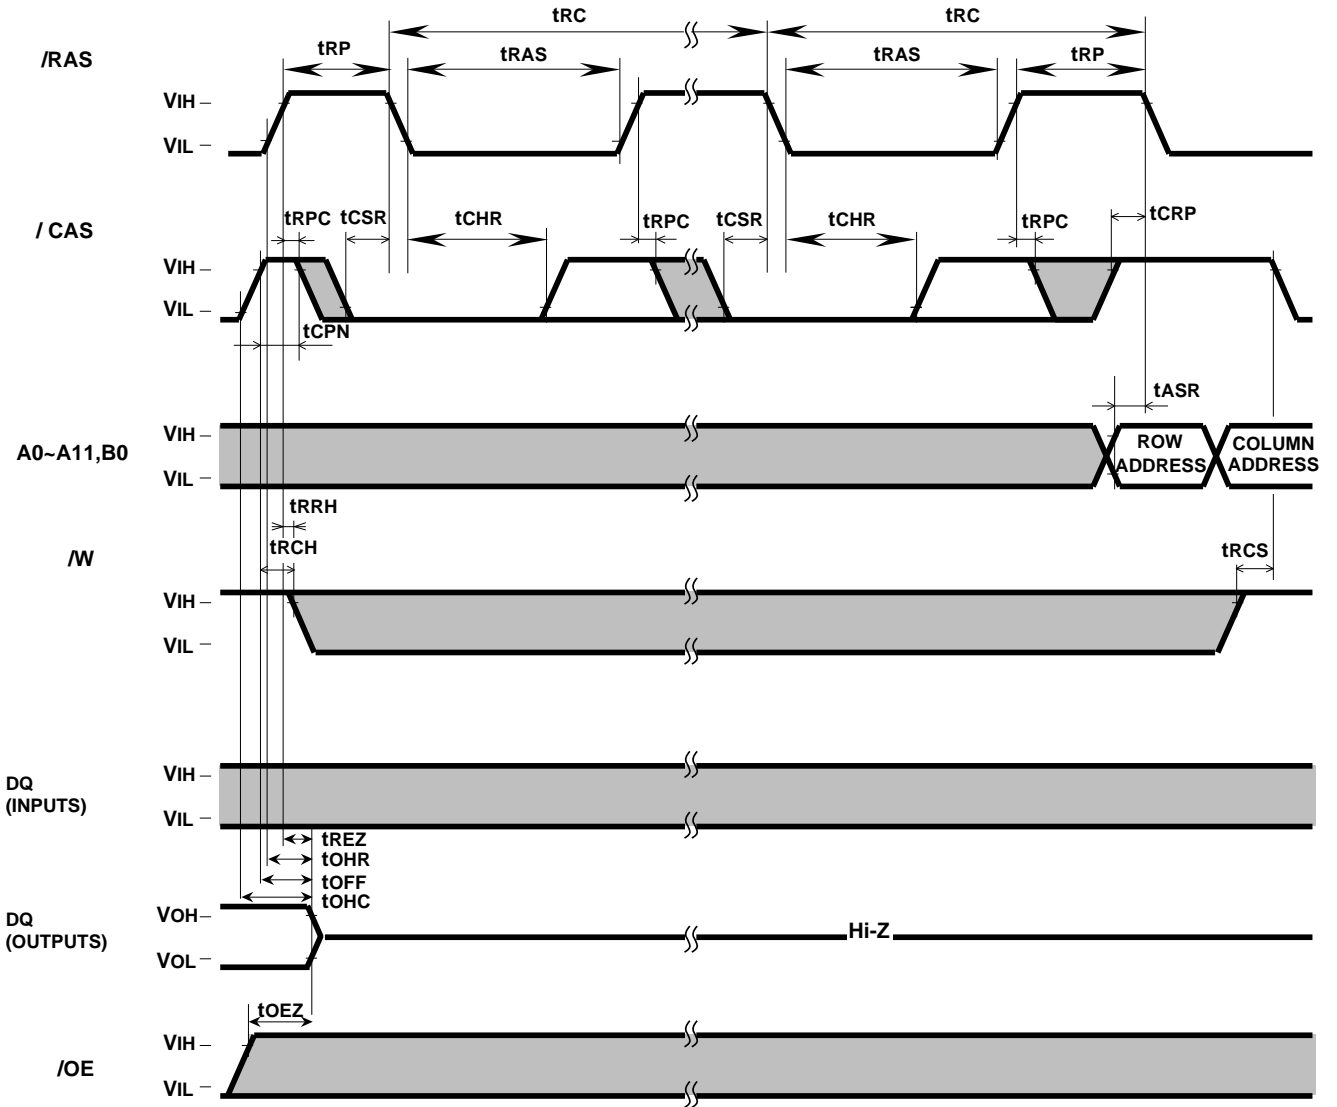 tRC tRC
tRP tRAS tRAS tRP
/RAS
VIH
VIL
tRPC tCSR tCHR tRPC tCSR tCHR tRPC tCRP
/ CAS
VIH
VIL
tCPN
tASR
A0~A11,B0
VIH
VIL
ROW
ADDRESS
COLUMN
ADDRESS
tRRH
tRCH
tRCS
/W
VIH
VIL
DQ
(INPUTS)
VIH
VIL
tREZ
tOHR
tOFF
tOHC
DQ
(OUTPUTS)
VOH
VOL
Hi-Z
tOEZ
/OE
VIH
VIL